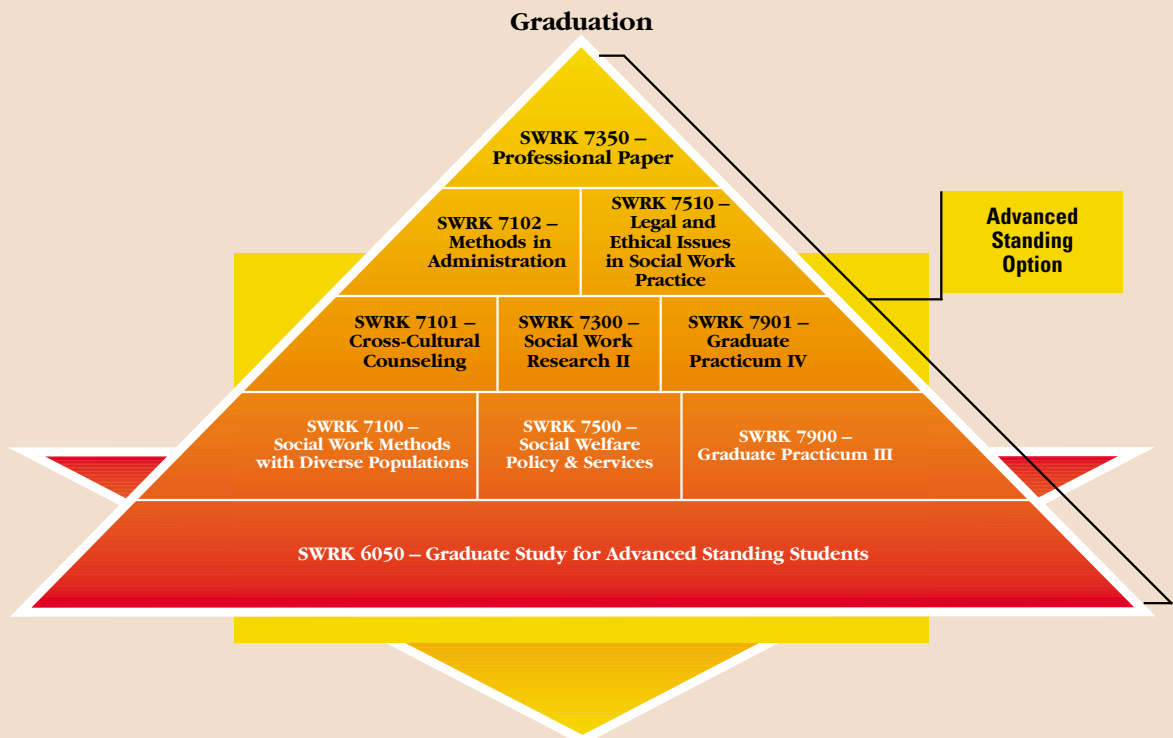 Graduation
SWRK 7350 –
Professional Paper
SWRK 7102 –
Methods in
Administration
SWRK 7510 –
Legal and
Ethical Issues
in Social Work
Practice
Advanced
Standing
Option
SWRK 7101 –
Cross-Cultural
Counseling
SWRK 7300 –
Social Work
Research II
SWRK 7901 –
Graduate
Practicum IV
SWRK 7100 –
Social Work Methods
with Diverse Populations
SWRK 7500 –
Social Welfare
Policy & Services
SWRK 7900 –
Graduate Practicum III
SWRK 6050 – Graduate Study for Advanced Standing Students